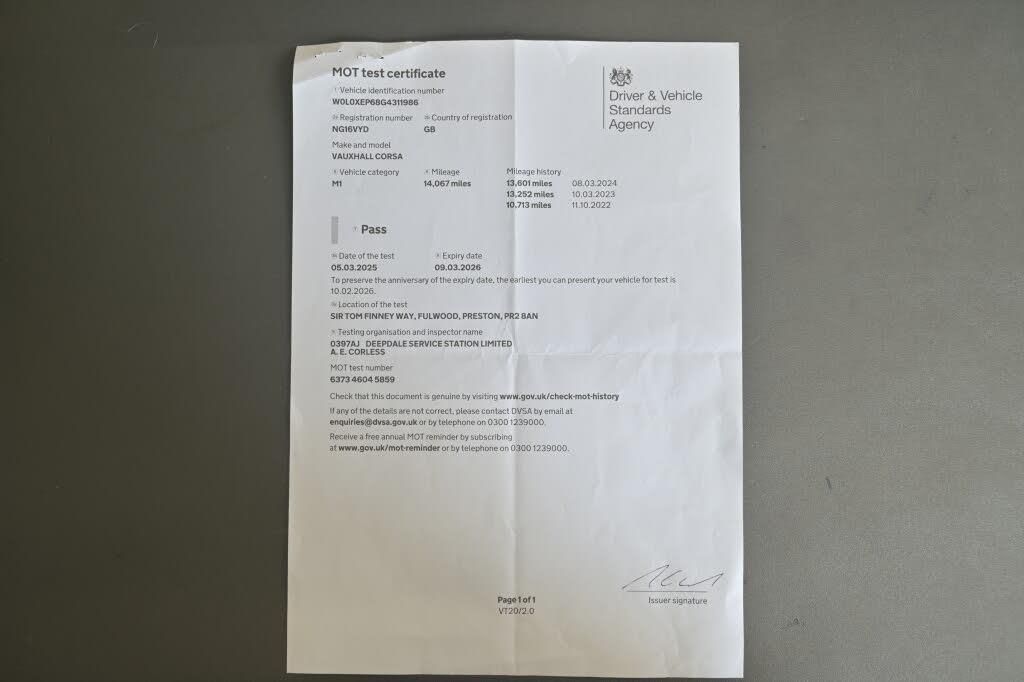 MOT test certificate
Vehicle identification number
W0L0XEP68G4311986
Registration number
Country of registration
NG16VYD
GB
Make and model
VAUXHALL CORSA
Vehicle category
Mileage
Mileage history
M1
14,067 miles
13,601 miles 08.03.2024
13,252 miles 10.03.2023
10,713 miles 11.10.2022
Pass
Date of the test
Expiry date
05.03.2025
09.03.2026
To preserve the anniversary of the expiry date, the earliest you can present your vehicle for test is
10.02.2026.
Location of the test
SIR TOM FINNEY WAY, FULWOOD, PRESTON, PR2 8AN
Testing organisation and inspector name
0397AJ DEEPDALE SERVICE STATION LIMITED
A. E. CORLESS
MOT test number
6373 4604 5859
Check that this document is genuine by visiting www.gov.uk/check-mot-history
If any of the details are not correct, please contact DVSA by email at
enquiries@dvsa.gov.uk or by telephone on 0300 1239000.
Receive a free annual MOT reminder by subscribing
at www.gov.uk/mot-reminder or by telephone on 0300 1239000.
Driver & Vehicle
Standards
Agency
Issuer signature
Page 1 of 1
VT20/2.0